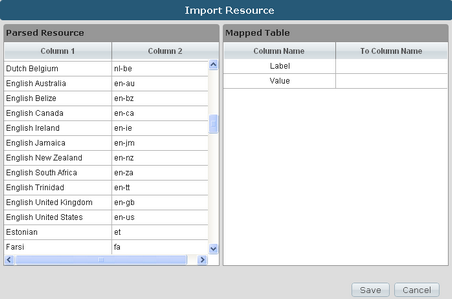 Import Resource
Parsed Resource
Mapped Table
Column 1 Column 2
Column Name To Column Name
Dutch Belgium nl-be
Label
English Australia en-au
Value
English Belize en-bz
English Canada en-ca
English Ireland en-ie
English Jamaica en-jm
English New Zealand en-nz
English South Africa en-za
English Trinidad en-tt
English United Kingdom en-gb
English United States en-us
Estonian et
Farsi fa
Save Cancel